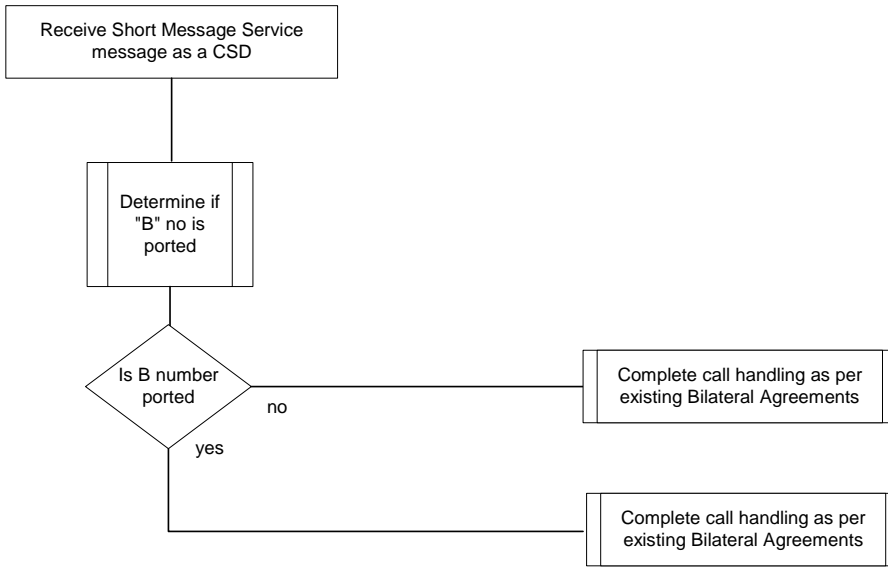 Receive Short Message Service
message as a CSD
Determine if
"B" no is
ported
Is B number
ported
no
yes
Complete call handling as per
existing Bilateral Agreements
Complete call handling as per
existing Bilateral Agreements